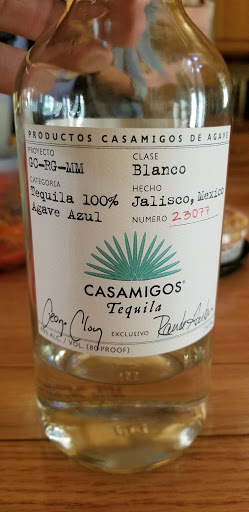 PRODUCTOS CASAMIGOS DE AGAVE
PROYECTO
GC-RG-MM
CLASE
Blanco
CATEGORIA
Tequila 100%
Agave Azul
HECHO
Jalisco, Mexico
NUMERO 23077
CASAMIGOS®
Tequila
EXCLUSIVO
/ VOL. (80 PROOF)